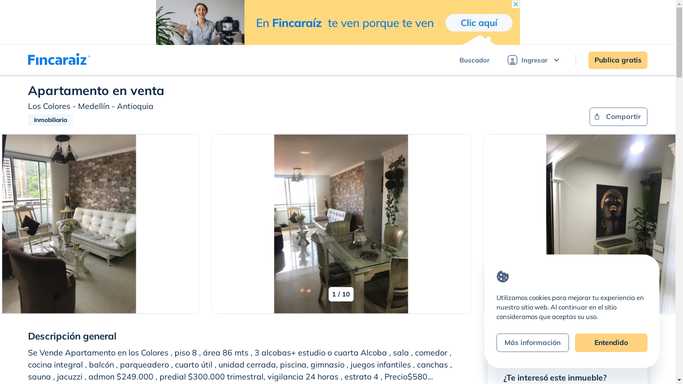 En Fincaraíz te ven porque te ven
Clic aquí
Fincaraíz
Buscador
Ingresar
Publica gratis
Apartamento en venta
Los Colores - Medellín - Antioquia
Inmobiliaria
Compartir
1 / 10
Utilizamos cookies para mejorar tu experiencia en
nuestro sitio web. Al continuar en el sitio
consideramos que aceptas su uso.
Más información
Entendido
Descripción general
Se Vende Apartamento en los Colores , piso 8 , área 86 mts , 3 alcobas+ estudio o cuarto Alcoba , sala , comedor ,
cocina integral , balcón , parqueadero , cuarto útil , unidad cerrada, piscina, gimnasio , juegos infantiles , canchas ,
sauna , jacuzzi , admon $249.000 , predial $300.000 trimestral, vigilancia 24 horas , estrato 4 , Precio$580...
¿Te interesó este inmueble?